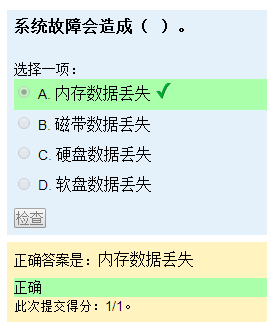 系统故障会造成（ ）。
选择一项：
A. 内存数据丢失
B. 磁带数据丢失
C. 硬盘数据丢失
D. 软盘数据丢失
检查
正确答案是：内存数据丢失
正确
此次提交得分：1/1。